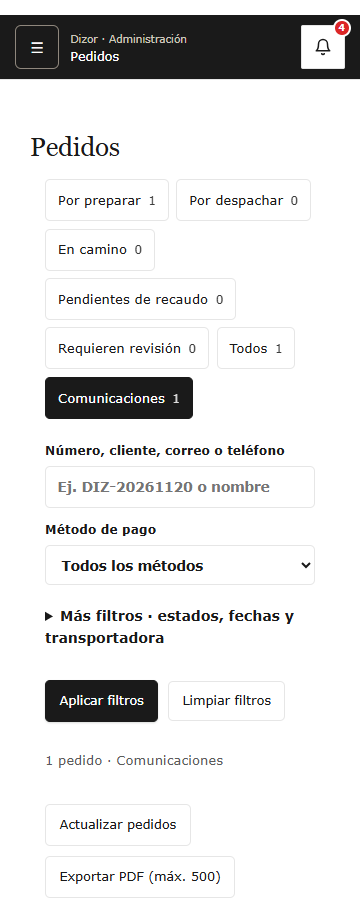 ☰
Dizor · Administración
Pedidos
4
Pedidos
Por preparar 1
Por despachar 0
En camino 0
Pendientes de recaudo 0
Requieren revisión 0
Todos 1
Comunicaciones 1
Número, cliente, correo o teléfono
Ej. DIZ-20261120 o nombre
Método de pago
Todos los métodos
▶ Más filtros · estados, fechas y
transportadora
Aplicar filtros
Limpiar filtros
1 pedido · Comunicaciones
Actualizar pedidos
Exportar PDF (máx. 500)